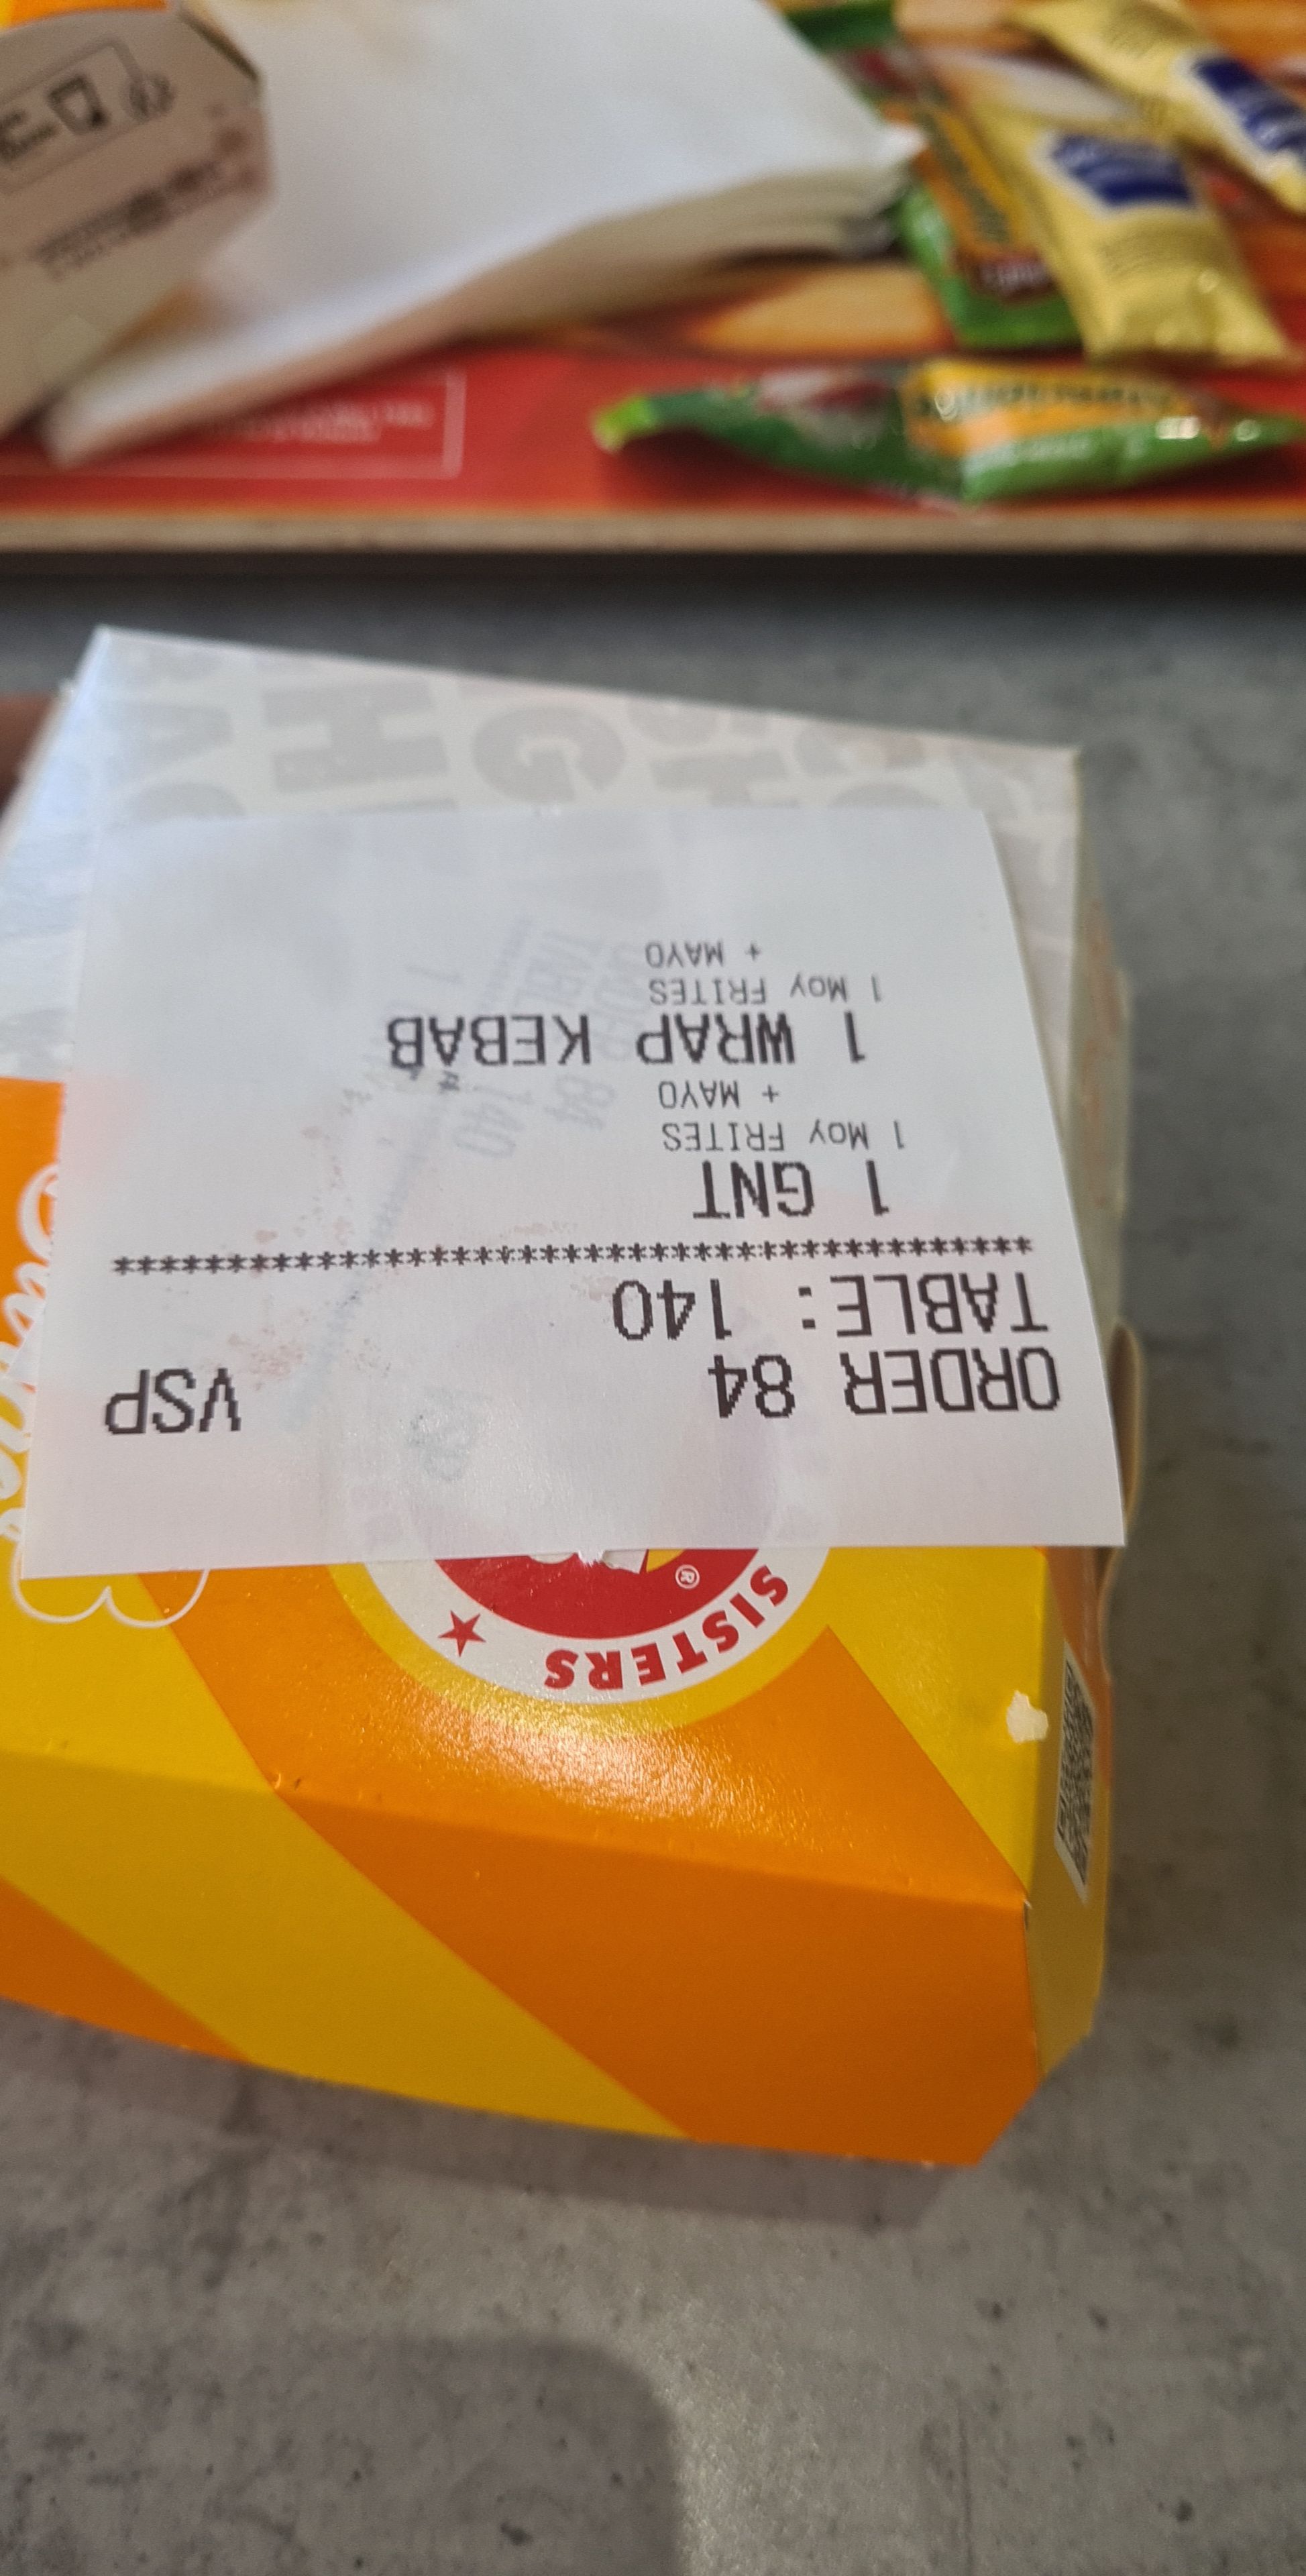 ORDER 84 VSP
TABLE: 140
****************************************
1 GNT
1 Moy FRITES
+ MAYO
1 WRAP KEBAB
1 Moy FRITES
+ MAYO
SISTERS
®